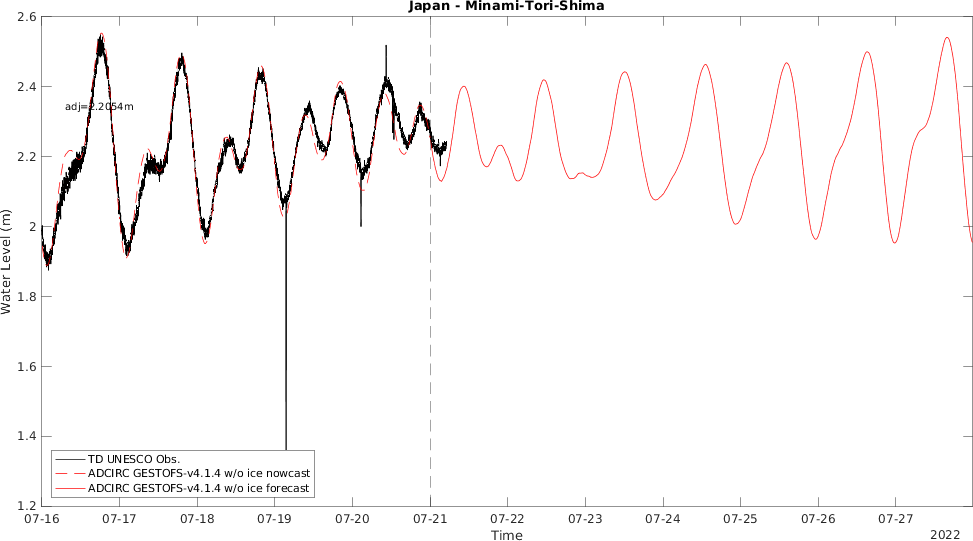 Japan - Minami-Tori-Shima
Water Level (m)
2.6
2.4
2.2
2
1.8
1.6
1.4
1.2
adj=2.2054m
TD UNESCO Obs.
ADCIRC GESTOFS-v4.1.4 w/o ice nowcast
ADCIRC GESTOFS-v4.1.4 w/o ice forecast
07-16 07-17 07-18 07-19 07-20 07-21 07-22 07-23 07-24 07-25 07-26 07-27
Time
2022